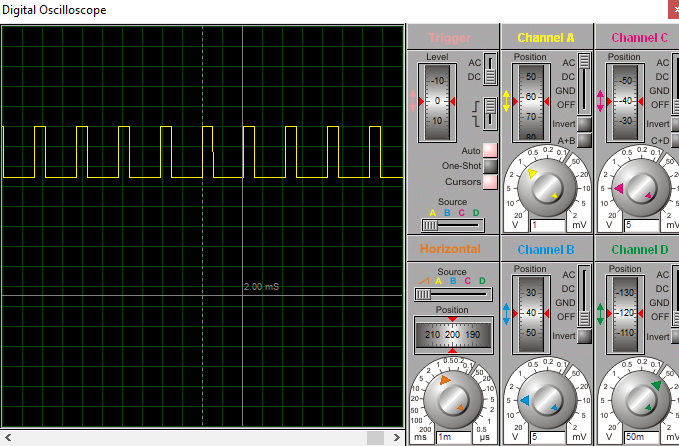 Digital Oscilloscope
2.00 mS
Trigger
Level
-10
0
10
AC
DC
Auto
One-Shot
Cursors
Source
A B C D
Channel A
Position
50
60
70
80
AC
DC
GND
OFF
Invert
A+B
V 1 mV
Channel C
Position
-50
-40
-30
AC
DC
GND
OFF
Invert
C+D
V 5 mV
Horizontal
Source
A B C D
Position
210 200 190
ms 1m µs
Channel B
Position
30
40
50
AC
DC
GND
OFF
Invert
V 5 mV
Channel D
Position
-130
-120
-110
AC
DC
GND
OFF
Invert
V 50m mV